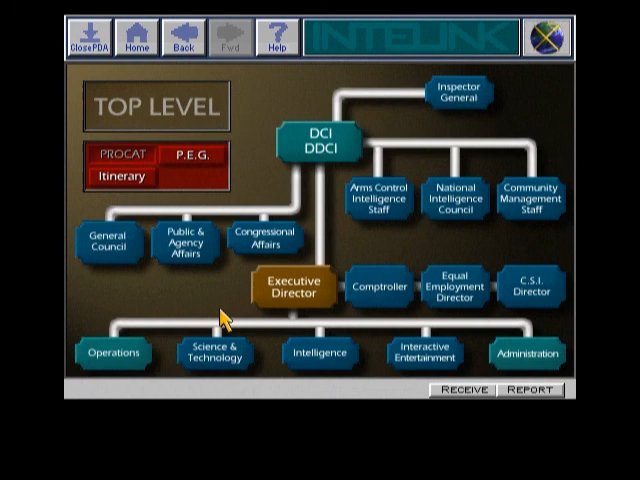 ClosePDA Home Back Fwd Help
INTELINK
TOP LEVEL
PROCAT P.E.G.
Itinerary
Inspector
General
DCI
DDCI
Arms Control
Intelligence
Staff
National
Intelligence
Council
Community
Management
Staff
General
Council
Public &
Agency
Affairs
Congressional
Affairs
Executive
Director
Comptroller
Equal
Employment
Director
C.S.I.
Director
Operations
Science &
Technology
Intelligence
Interactive
Entertainment
Administration
RECEIVE REPORT